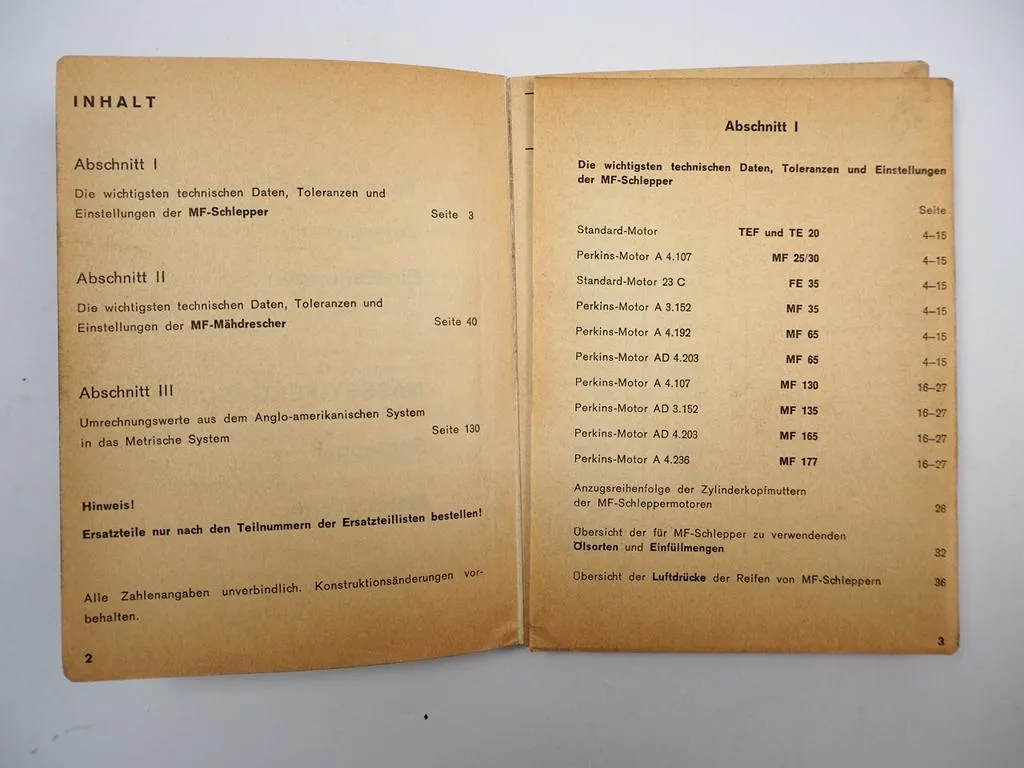 INHALT
Abschnitt I
Die wichtigsten technischen Daten, Toleranzen und
Einstellungen der MF-Schlepper Seite 3
Abschnitt II
Die wichtigsten technischen Daten, Toleranzen und
Einstellungen der MF-Mähdrescher Seite 40
Abschnitt III
Umrechnungswerte aus dem Anglo-amerikanischen System
in das Metrische System Seite 130
Hinweis!
Ersatzteile nur nach den Teilnummern der Ersatzteillisten bestellen!
Alle Zahlenangaben unverbindlich. Konstruktionsänderungen vor-
behalten.
2
Abschnitt I
Die wichtigsten technischen Daten, Toleranzen und Einstellungen
der MF-Schlepper
Seite
Standard-Motor TEF und TE 20 4–15
Perkins-Motor A 4.107 MF 25/30 4–15
Standard-Motor 23 C FE 35 4–15
Perkins-Motor A 3.152 MF 35 4–15
Perkins-Motor A 4.192 MF 65 4–15
Perkins-Motor AD 4.203 MF 65 4–15
Perkins-Motor A 4.107 MF 130 16–27
Perkins-Motor AD 3.152 MF 135 16–27
Perkins-Motor AD 4.203 MF 165 16–27
Perkins-Motor A 4.236 MF 177 16–27
Anzugsreihenfolge der Zylinderkopfmuttern
der MF-Schleppermotoren 28
Übersicht der für MF-Schlepper zu verwendenden
Ölsorten und Einfüllmengen 32
Übersicht der Luftdrücke der Reifen von MF-Schleppern 36
3